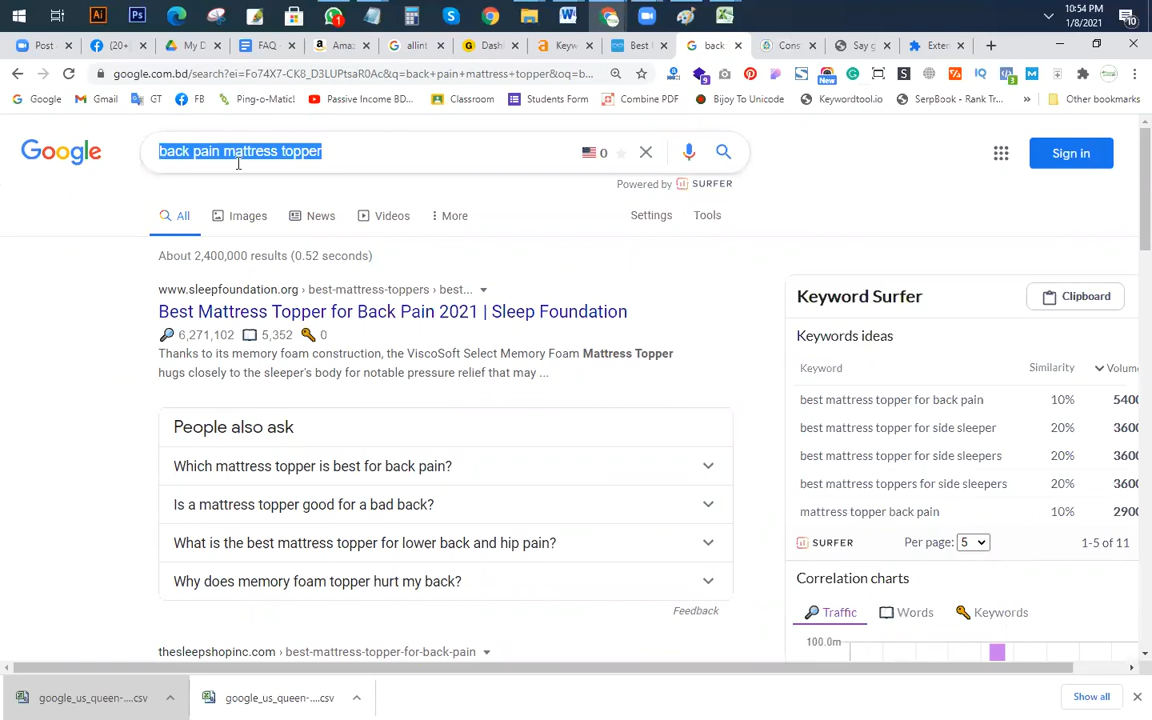 10:54 PM
1/8/2021
10
Post
(20+
My D
FAQ
Amaz
allint
Dash
Keyw
Best
back
Cons
Say g
Exter
google.com.bd/search?ei=Fo74X7-CK8_D3LUPtsaR0Ac&q=back+pain+mattress+topper&oq=b...
Google
Gmail
GT
FB
Ping-o-Matic!
Passive Income BD...
Classroom
Students Form
Combine PDF
Bijoy To Unicode
Keywordtool.io
SerpBook - Rank Tr...
Other bookmarks
Google
back pain mattress topper
0
Sign in
Powered by SURFER
All
Images
News
Videos
More
Settings
Tools
About 2,400,000 results (0.52 seconds)
www.sleepfoundation.org › best-mattress-toppers › best...
Best Mattress Topper for Back Pain 2021 | Sleep Foundation
6,271,102 5,352 0
Thanks to its memory foam construction, the ViscoSoft Select Memory Foam Mattress Topper
hugs closely to the sleeper's body for notable pressure relief that may ...
People also ask
Which mattress topper is best for back pain?
Is a mattress topper good for a bad back?
What is the best mattress topper for lower back and hip pain?
Why does memory foam topper hurt my back?
Feedback
thesleepshopinc.com › best-mattress-topper-for-back-pain
Keyword Surfer
Clipboard
Keywords ideas
Keyword Similarity Volum
best mattress topper for back pain 10% 5400
best mattress topper for side sleeper 20% 3600
best mattress topper for side sleepers 20% 3600
best mattress toppers for side sleepers 20% 3600
mattress topper back pain 10% 2900
SURFER Per page: 5 1-5 of 11
Correlation charts
Traffic Words Keywords
100.0m
google_us_queen-....csv
google_us_queen-....csv
Show all